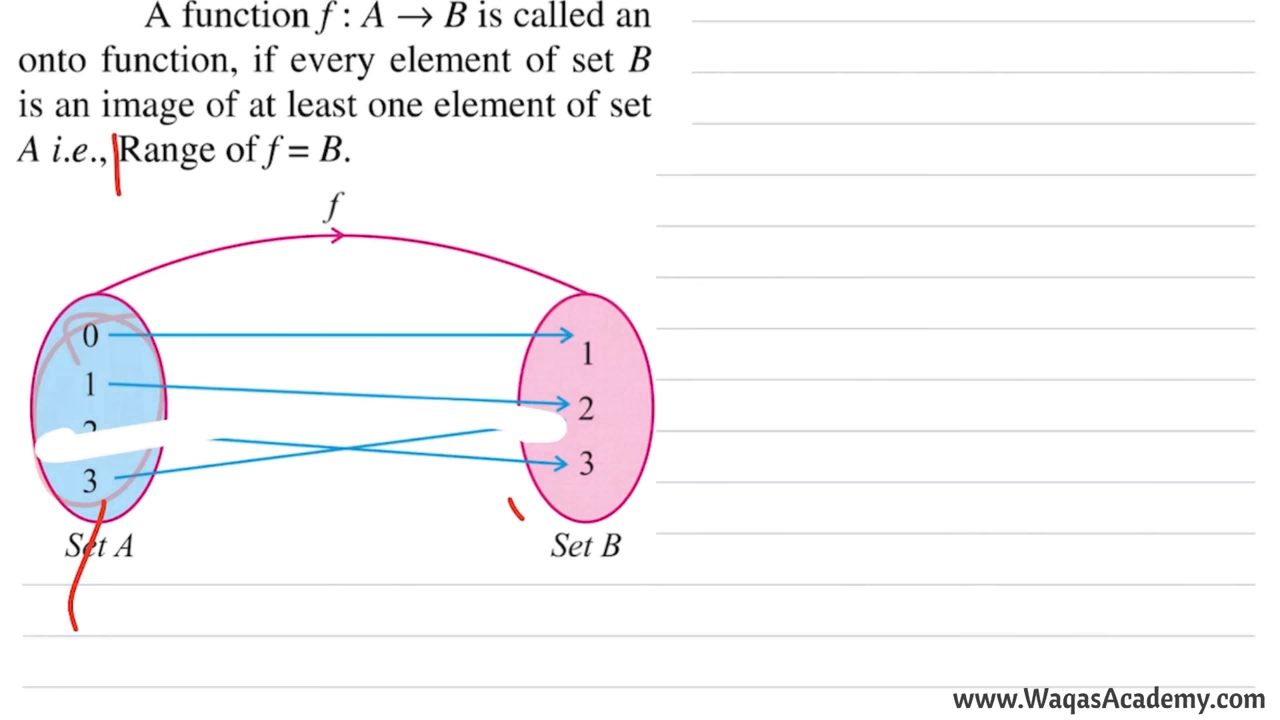 A function f : A → B is called an
onto function, if every element of set B
is an image of at least one element of set
A i.e., Range of f = B.
f
0
1
1
2
2
3
3
Set A
Set B
www.WaqasAcademy.com